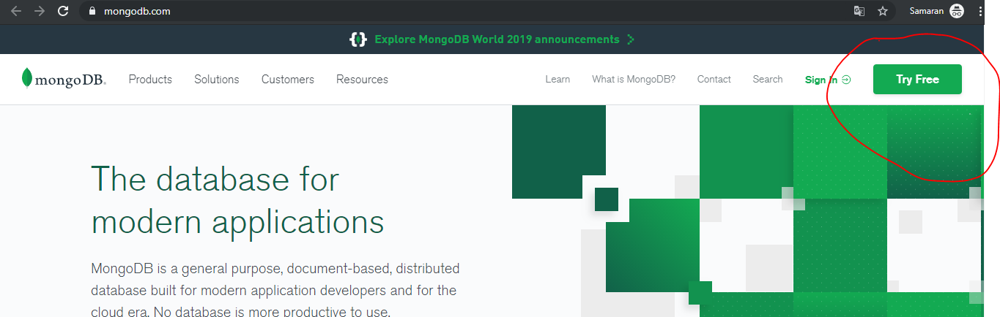 mongodb.com
Samaran
Explore MongoDB World 2019 announcements
mongoDB.
Products
Solutions
Customers
Resources
Learn
What is MongoDB?
Contact
Search
Sign In
Try Free
The database for
modern applications
MongoDB is a general purpose, document-based, distributed
database built for modern application developers and for the
cloud era. No database is more productive to use.